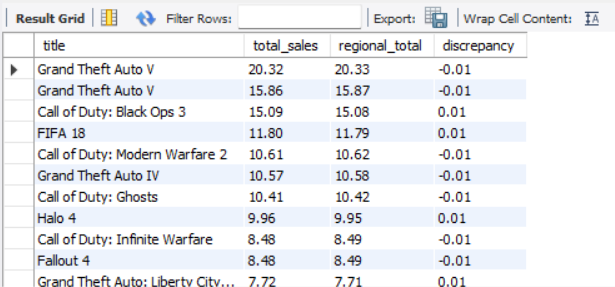 Result Grid Filter Rows: Export: Wrap Cell Content: IA
title total_sales regional_total discrepancy
Grand Theft Auto V 20.32 20.33 -0.01
Grand Theft Auto V 15.86 15.87 -0.01
Call of Duty: Black Ops 3 15.09 15.08 0.01
FIFA 18 11.80 11.79 0.01
Call of Duty: Modern Warfare 2 10.61 10.62 -0.01
Grand Theft Auto IV 10.57 10.58 -0.01
Call of Duty: Ghosts 10.41 10.42 -0.01
Halo 4 9.96 9.95 0.01
Call of Duty: Infinite Warfare 8.48 8.49 -0.01
Fallout 4 8.48 8.49 -0.01
Grand Theft Auto: Liberty City... 7.72 7.71 0.01